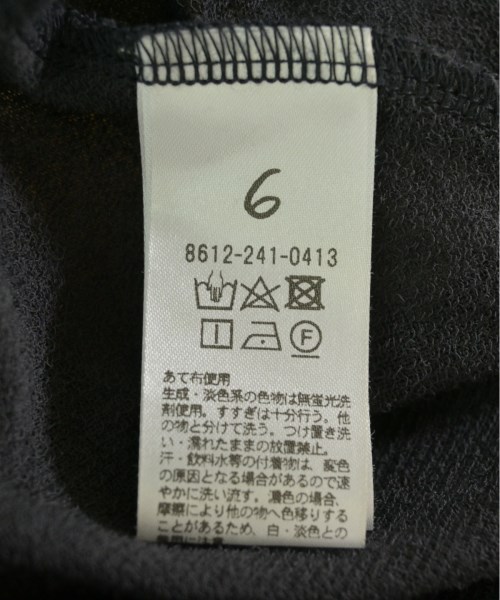 6
8612-241-0413
F
あて布使用
生成・淡色系の色物は無蛍光洗
剤使用。すすぎは十分行う。他
の物と分けて洗う。つけ置き洗
い・濡れたままの放置禁止。
汗・飲料水等の付着物は、変色
の原因となる場合があるので速
やかに洗い流す。濃色の場合、
摩擦により他の物へ色移りする
ことがあるため、白・淡色との